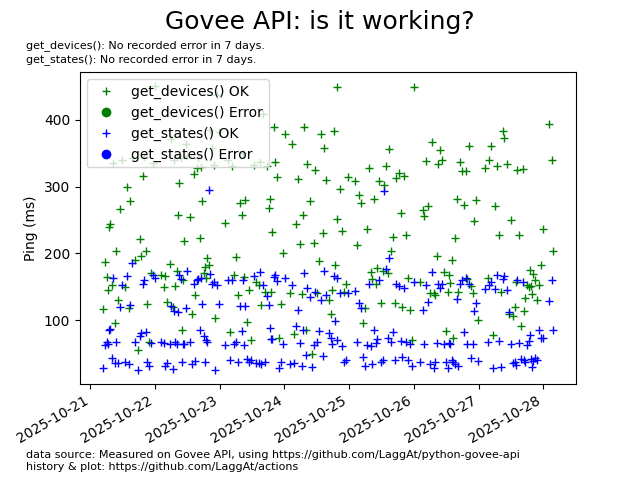 Govee API: is it working?
get_devices(): No recorded error in 7 days.
get_states(): No recorded error in 7 days.
get_devices() OK
get_devices() Error
get_states() OK
get_states() Error
400
300
200
100
Ping (ms)
2025-10-21
2025-10-22
2025-10-23
2025-10-24
2025-10-25
2025-10-26
2025-10-27
2025-10-28
data source: Measured on Govee API, using https://github.com/LaggAt/python-govee-api
history & plot: https://github.com/LaggAt/actions